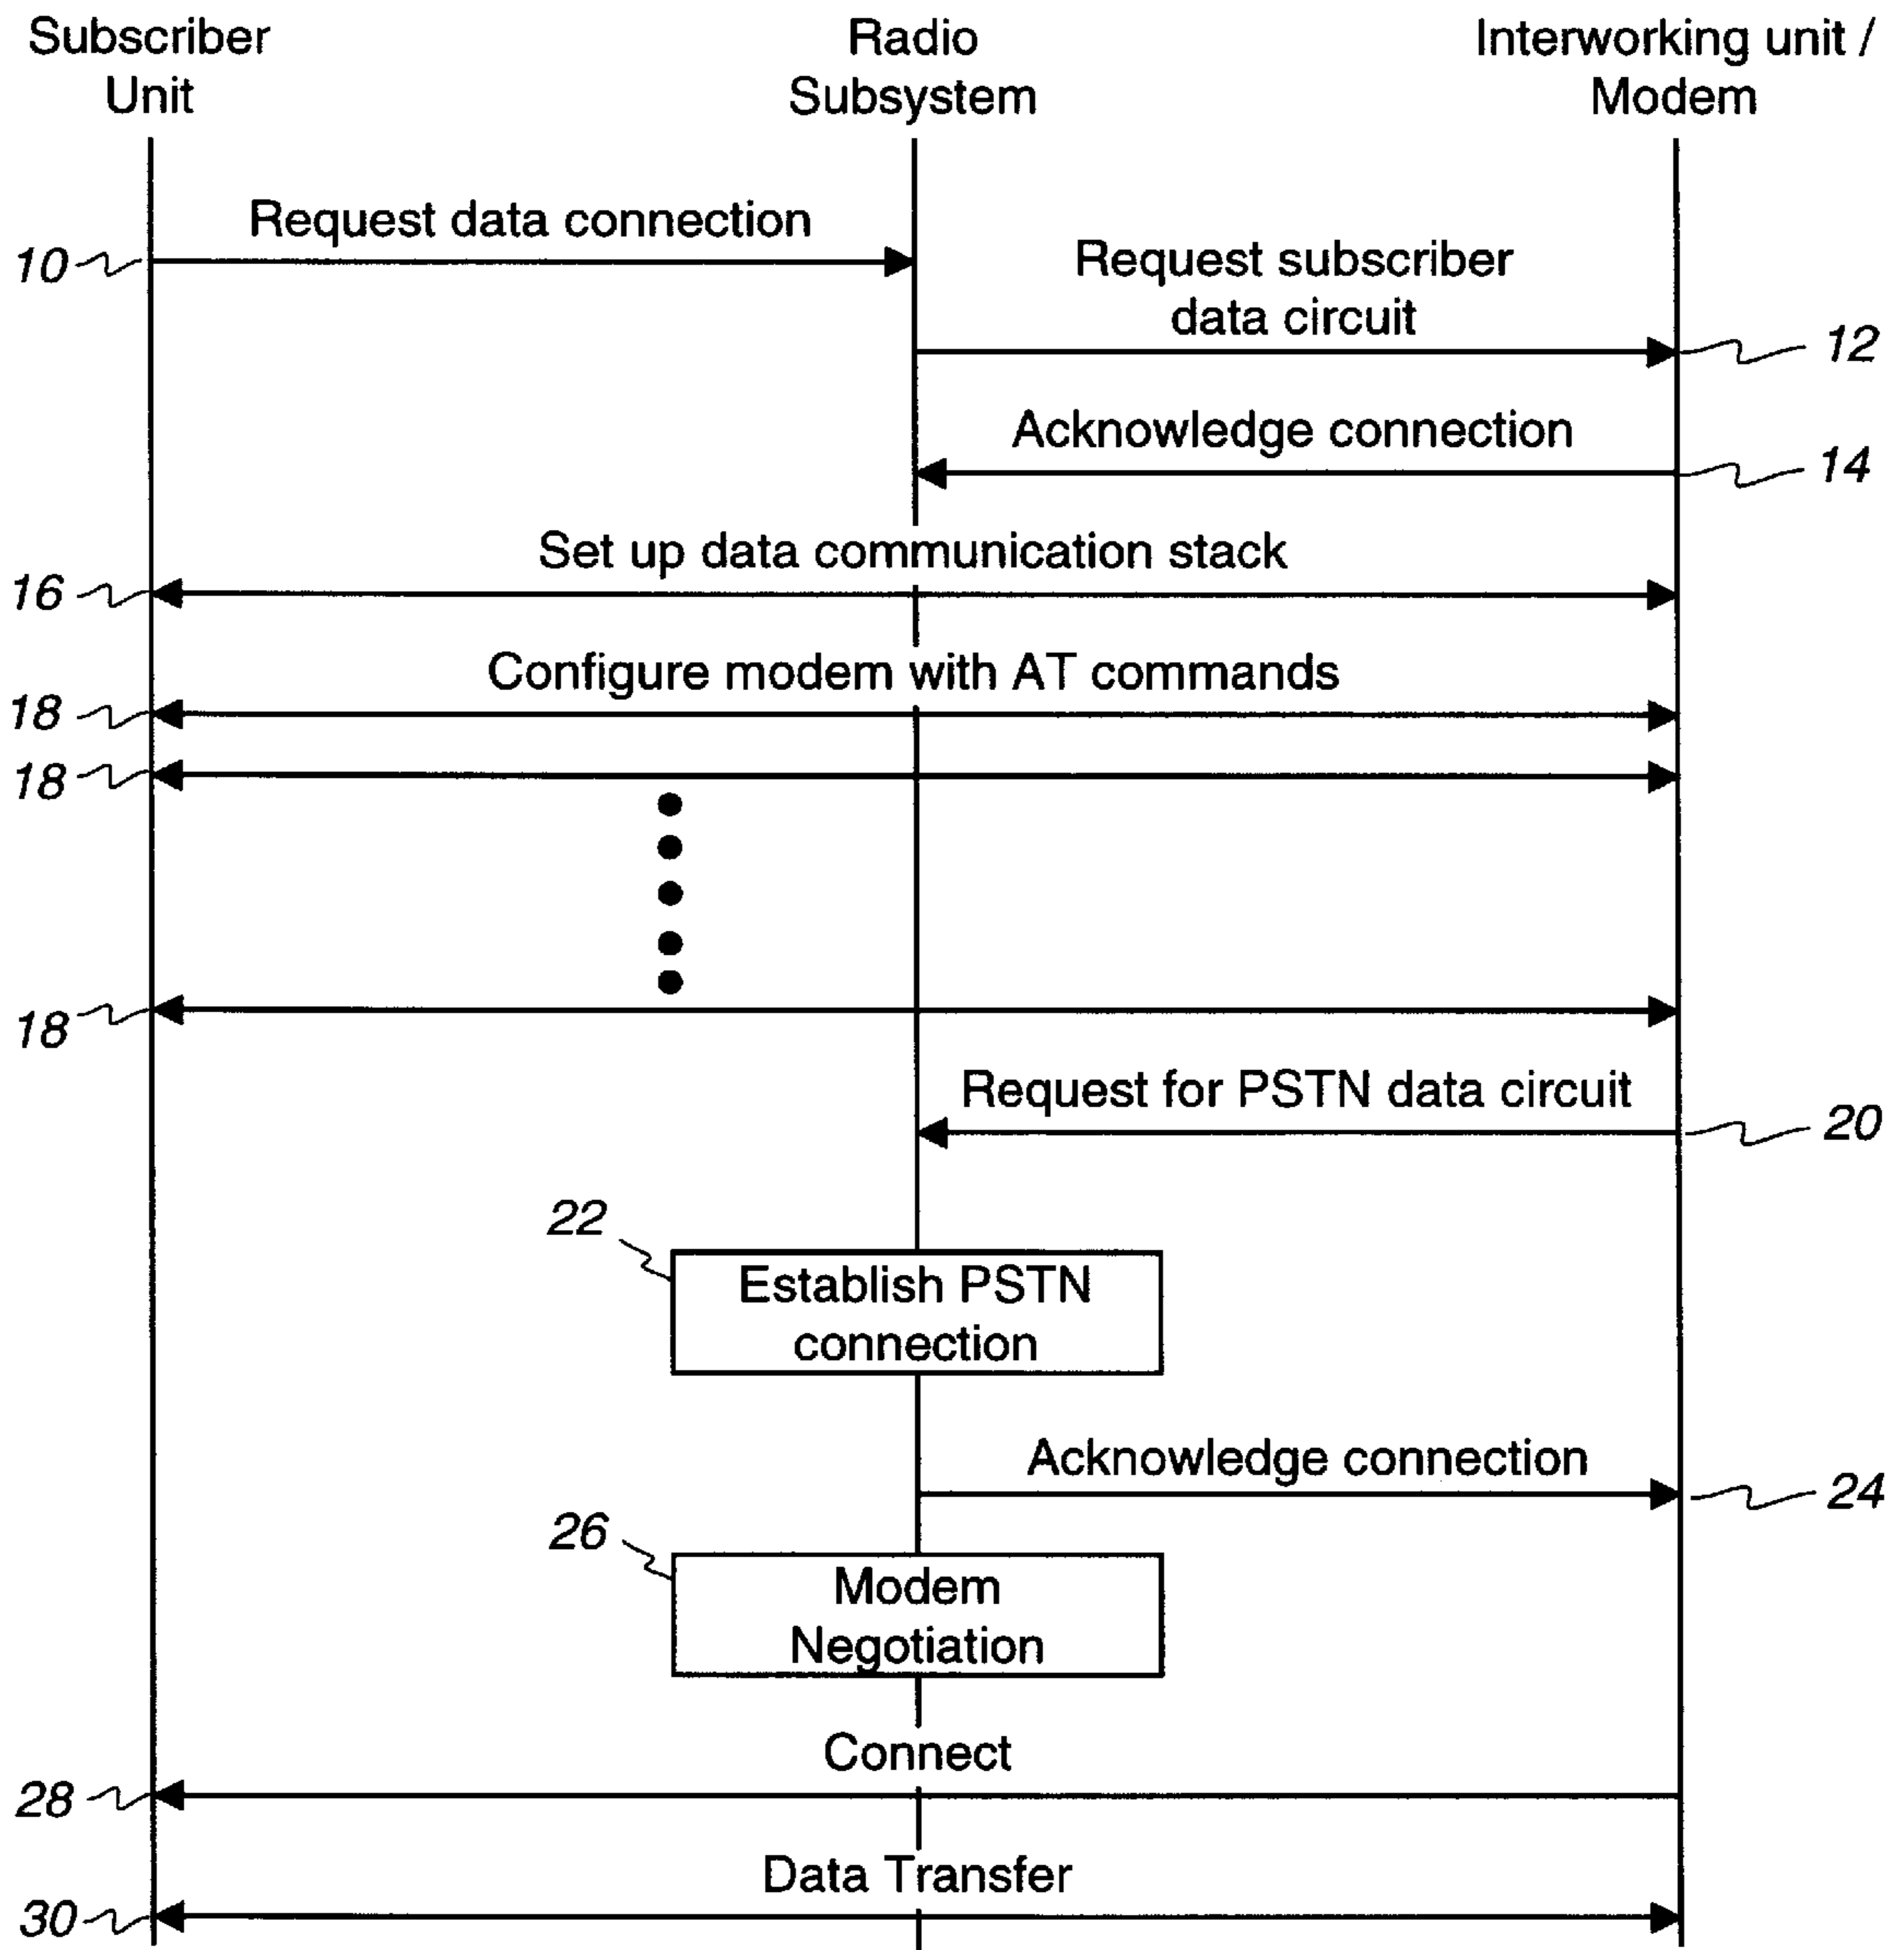 Subscriber
Unit
Radio
Subsystem
Interworking unit /
Modem
Request data connection
10
Request subscriber
data circuit
12
Acknowledge connection
14
Set up data communication stack
16
Configure modem with AT commands
18
18
18
Request for PSTN data circuit
20
22
Establish PSTN
connection
Acknowledge connection
24
26
Modem
Negotiation
Connect
28
Data Transfer
30